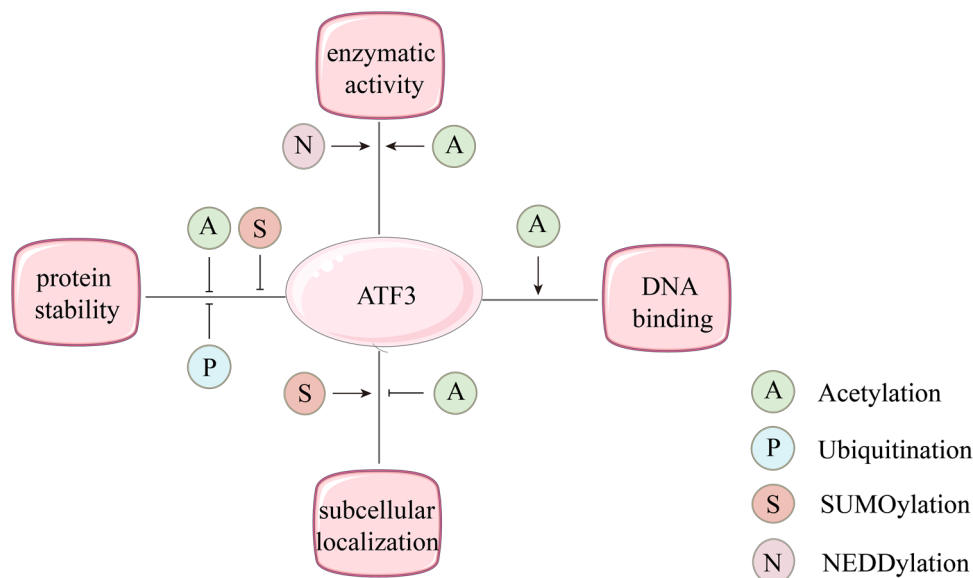 enzymatic
activity
N
A
A
S
A
protein
stability
ATF3
DNA
binding
P
S
A
subcellular
localization
A Acetylation
P Ubiquitination
S SUMOylation
N NEDDylation